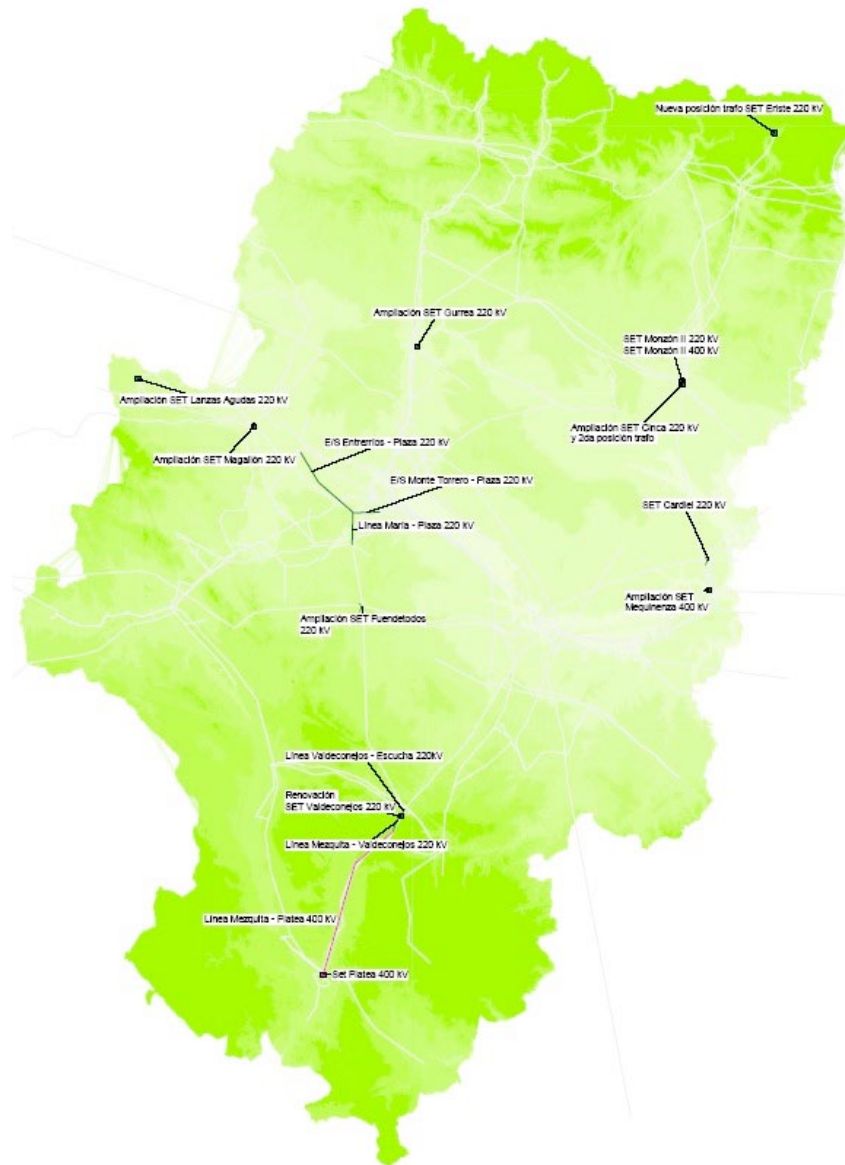 Nueva posición trafo SET Eriste 220 kV
Ampliación SET Gurrea 220 kV
SET Monzón II 220 kV
SET Monzón II 400 kV
Ampliación SET Lanzas Agudas 220 kV
Ampliación SET Cinca 220 kV
y 2da posición trafo
E/S Entrerríos - Plaza 220 kV
Ampliación SET Magallón 220 kV
E/S Monte Torrero - Plaza 220 kV
SET Cardiel 220 kV
Línea María - Plaza 220 kV
Ampliación SET
Mequinenza 400 kV
Ampliación SET Fuendetodos
220 kV
Línea Valdeconejos - Escucha 220kV
Renovación
SET Valdeconejos 220 kV
Línea Mezquita - Valdeconejos 220 kV
Línea Mezquita - Platea 400 kV
Set Platea 400 kV